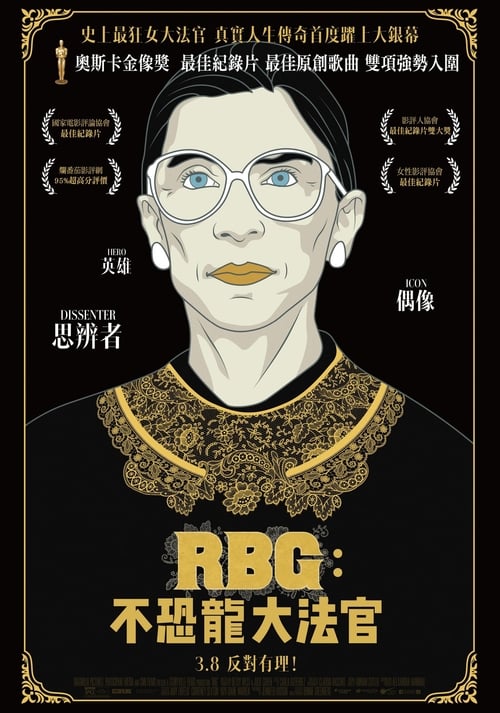 史上最狂女大法官 真實人生傳奇首度躍上大銀幕
奧斯卡金像獎 最佳紀錄片 最佳原創歌曲 雙項強勢入圍
國家電影評論協會
最佳紀錄片
影評人協會
最佳紀錄片雙大獎
爛番茄影評網
95%超高分評價
女性影評協會
最佳紀錄片
HERO
英雄
ICON
偶像
DISSENTER
思辨者
RBG:
不恐龍大法官
3.8 反對有理!